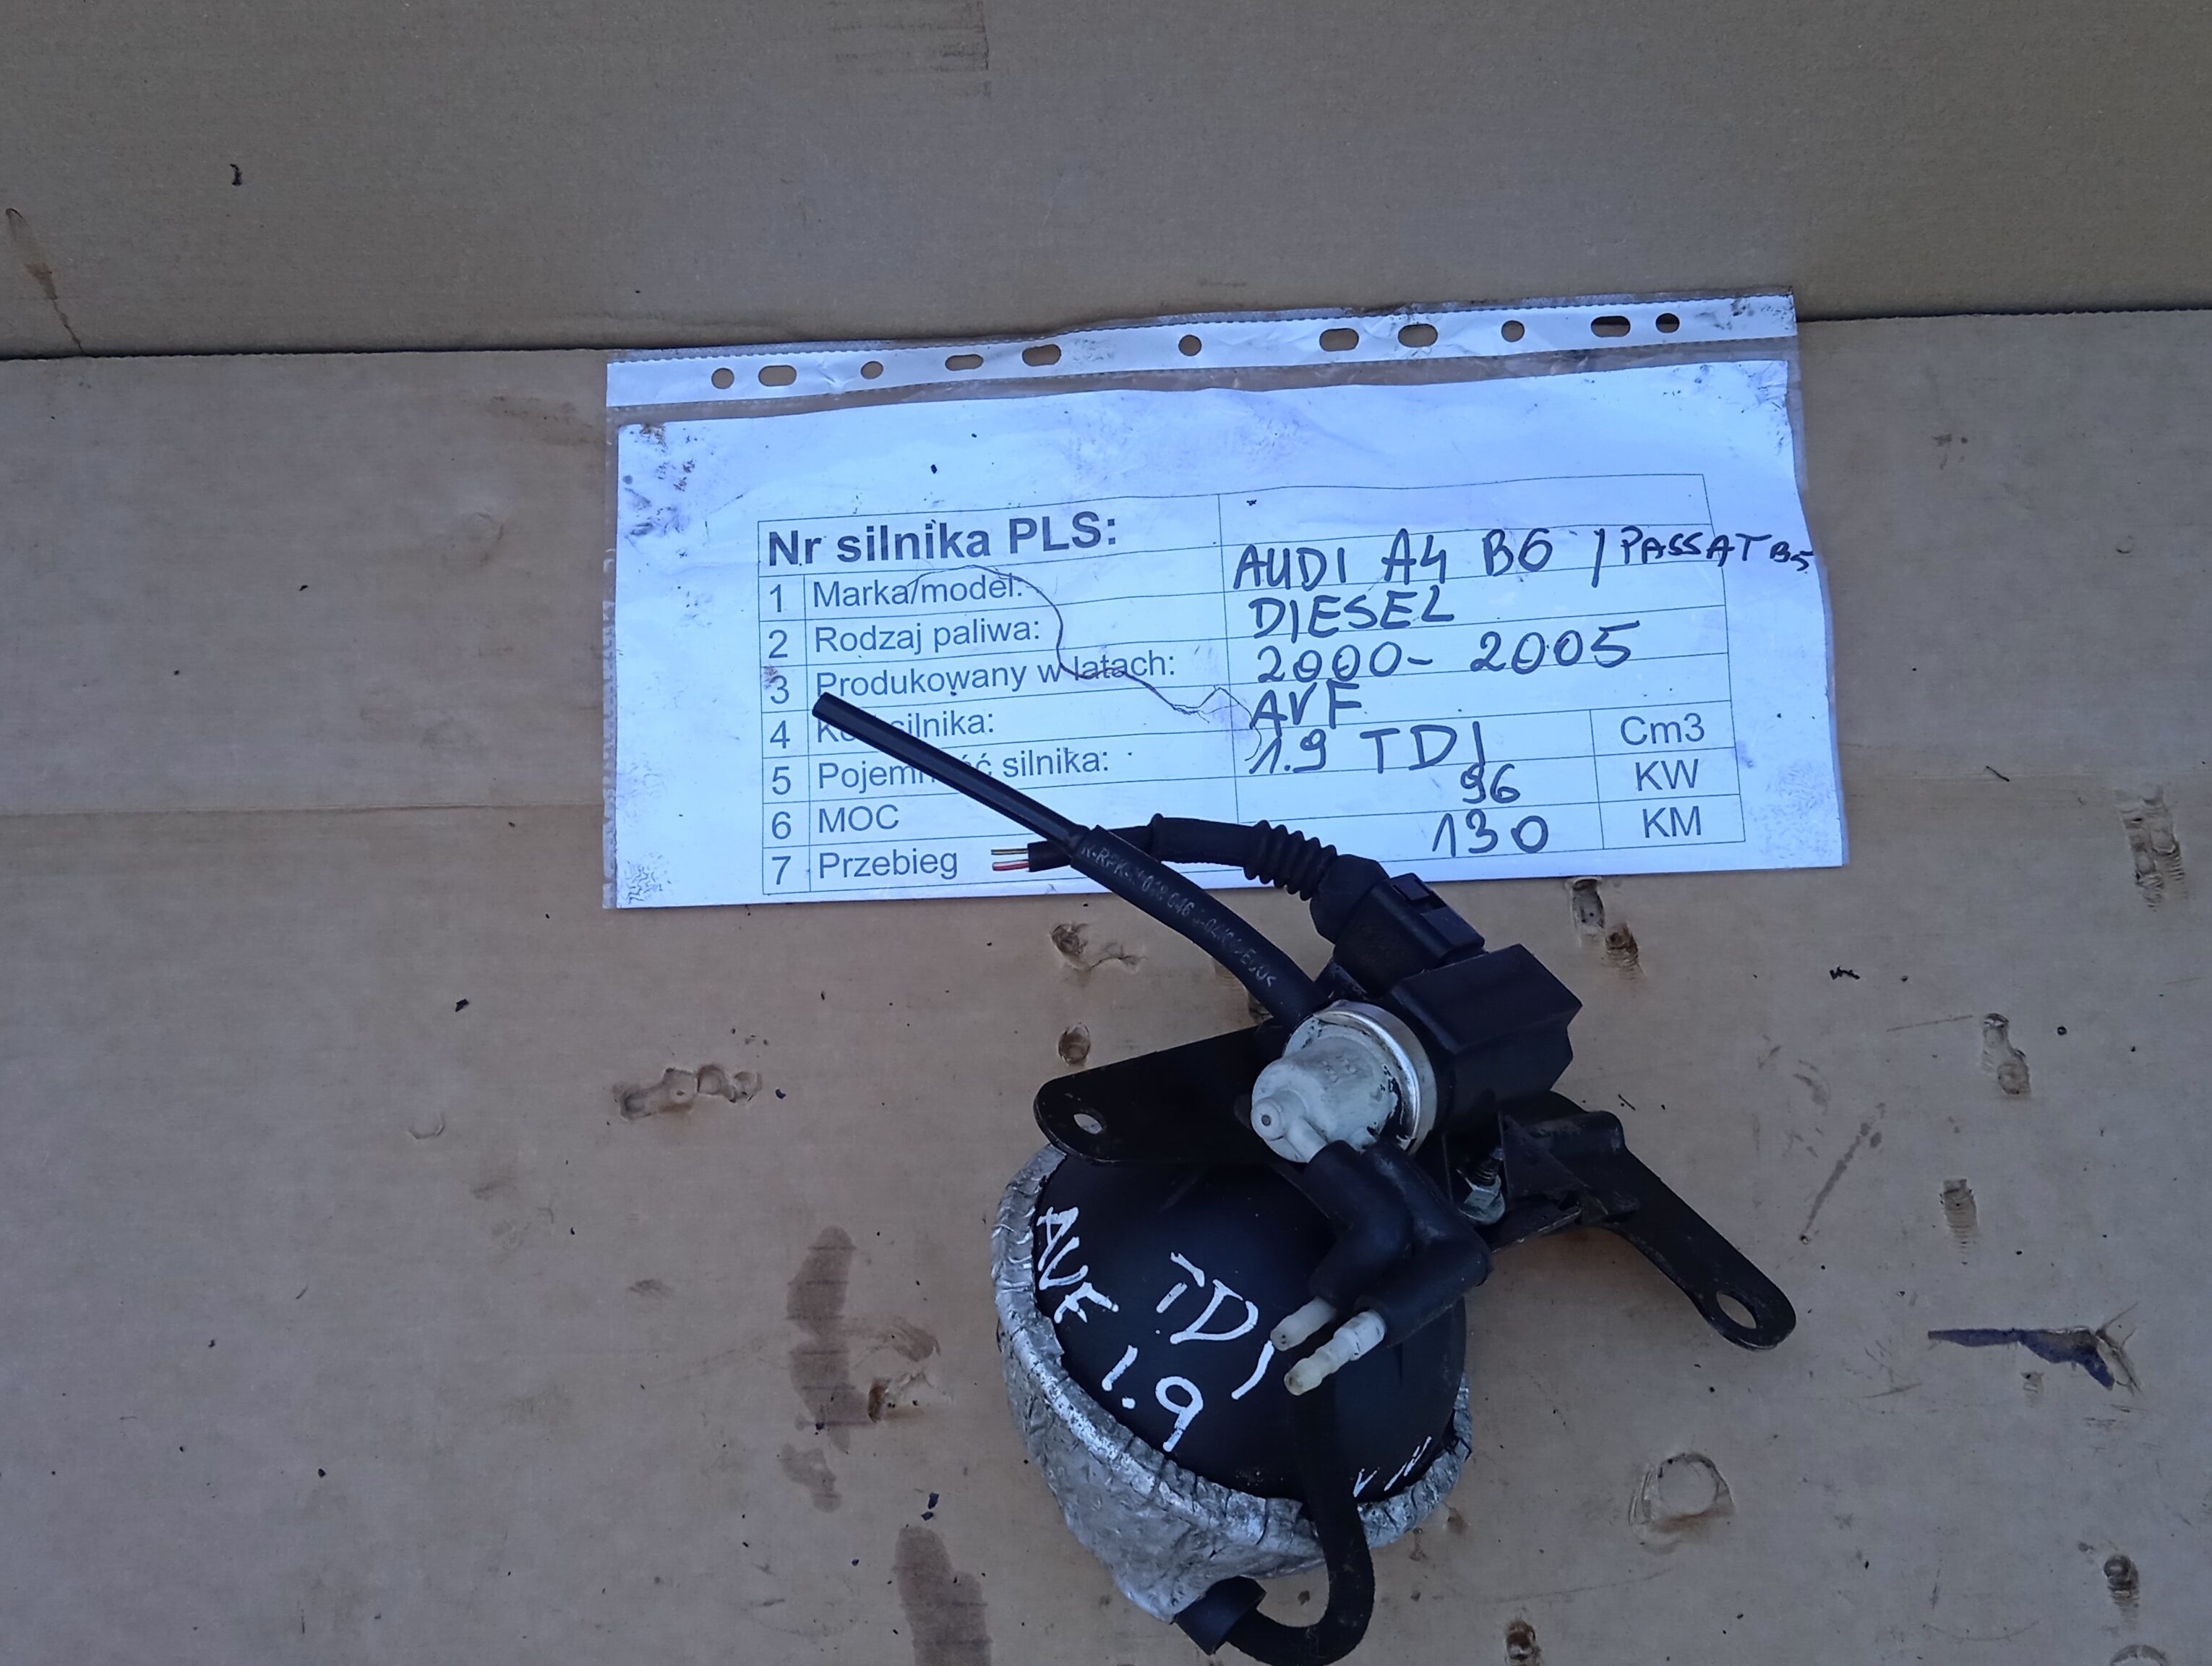 Nr silnika PLS:
1 Marka/model: AUDI A4 B6 / PASSAT B5
2 Rodzaj paliwa: DIESEL
3 Produkowany w latach: 2000- 2005
4 silnika: AVF
5 silnika: 1.9 TDI Cm3
6 MOC 96 KW
7 Przebieg 130 KM
AVF TDI
1.9